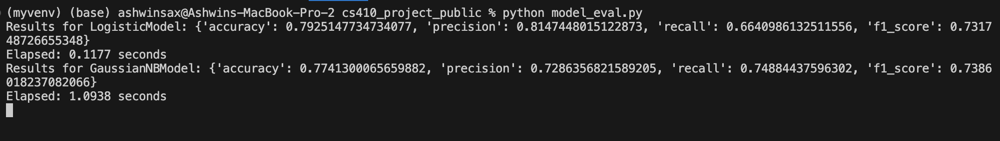 (myvenv) (base) ashwinsax@Ashwins-MacBook-Pro-2 cs410_project_public % python model_eval.py
Results for LogisticModel: {'accuracy': 0.7925147734734077, 'precision': 0.8147448015122873, 'recall': 0.6640986132511556, 'f1_score': 0.7317
48726655348}
Elapsed: 0.1177 seconds
Results for GaussianNBModel: {'accuracy': 0.7741300065659882, 'precision': 0.7286356821589205, 'recall': 0.74884437596302, 'f1_score': 0.7386
018237082066}
Elapsed: 1.0938 seconds